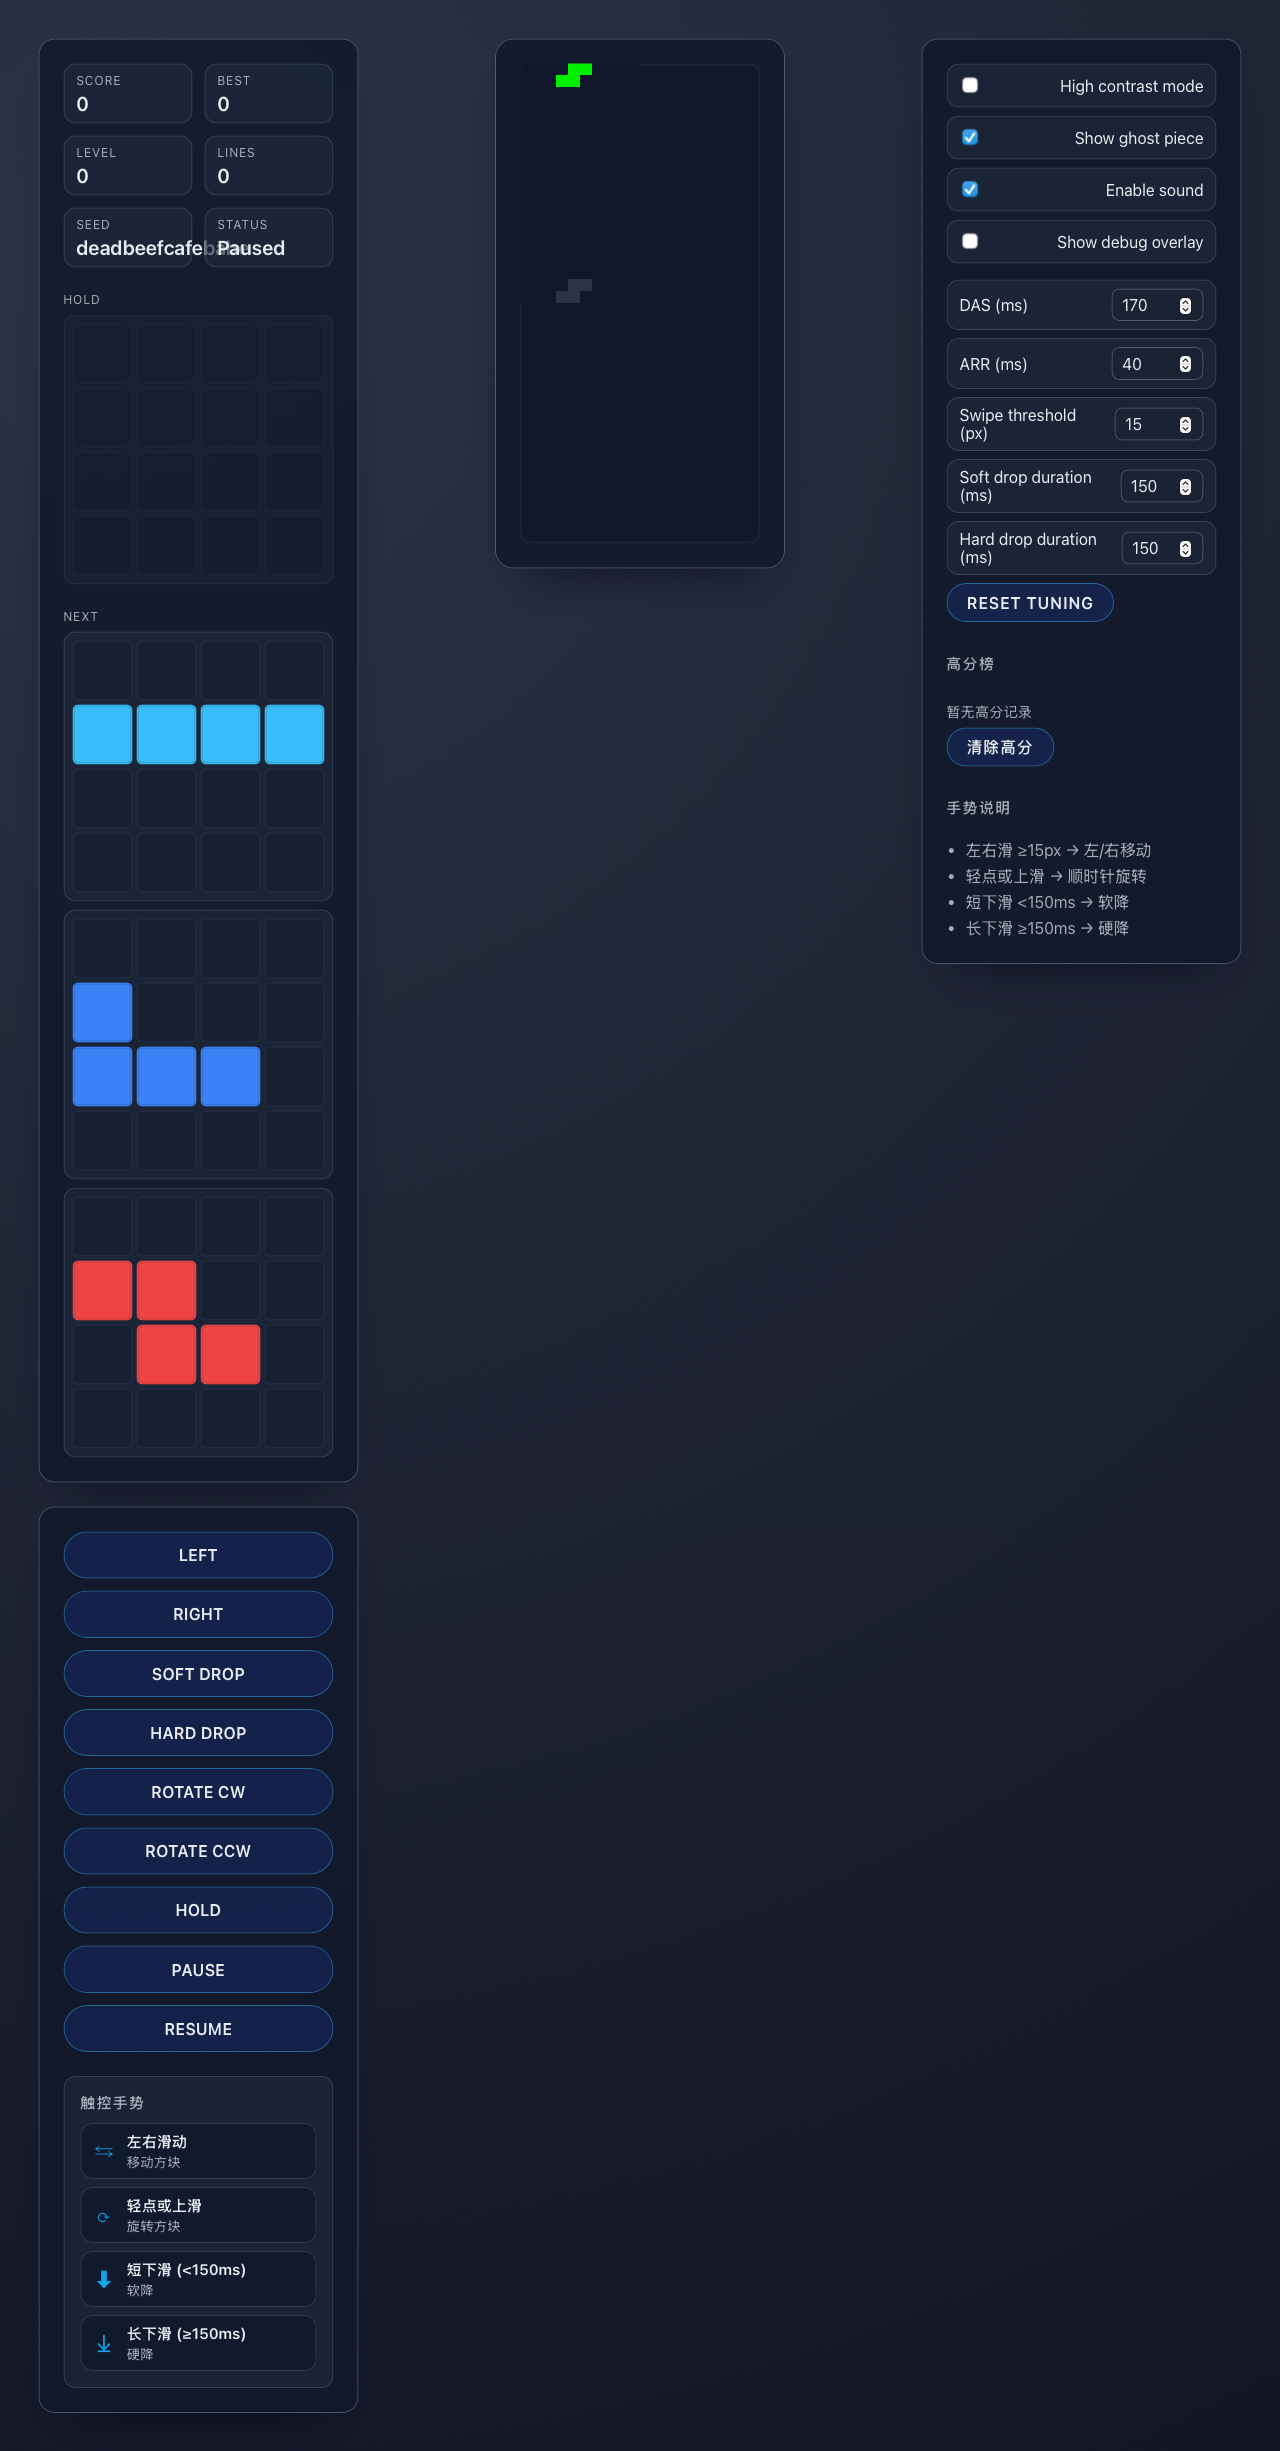 SCORE
0
BEST
0
LEVEL
0
LINES
0
SEED
deadbeefcafebabe
STATUS
Paused
HOLD
NEXT
LEFT
RIGHT
SOFT DROP
HARD DROP
ROTATE CW
ROTATE CCW
HOLD
PAUSE
RESUME
触控手势
⇆ 左右滑动
移动方块
⟳ 轻点或上滑
旋转方块
⬇ 短下滑 (<150ms)
软降
⤓ 长下滑 (≥150ms)
硬降
High contrast mode
Show ghost piece
Enable sound
Show debug overlay
DAS (ms) 170
ARR (ms) 40
Swipe threshold
(px) 15
Soft drop duration
(ms) 150
Hard drop duration
(ms) 150
RESET TUNING
高分榜
暂无高分记录
清除高分
手势说明
• 左右滑 ≥15px → 左/右移动
• 轻点或上滑 → 顺时针旋转
• 短下滑 <150ms → 软降
• 长下滑 ≥150ms → 硬降